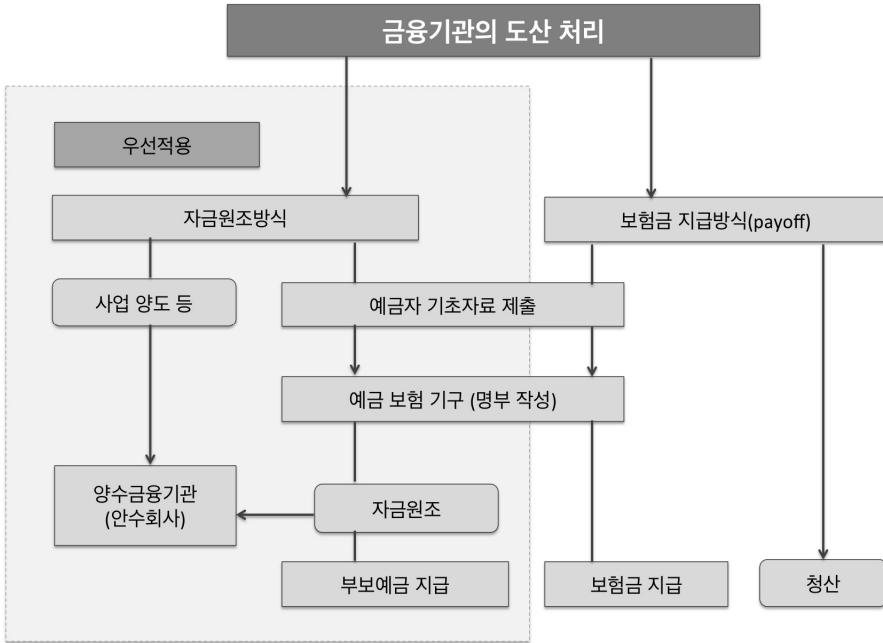 금융기관의 도산 처리
우선적용
자금원조방식
보험금 지급방식(payoff)
사업 양도 등
예금자 기초자료 제출
예금 보험 기구 (명부 작성)
양수금융기관
(안수회사)
자금원조
부보예금 지급
보험금 지급
청산